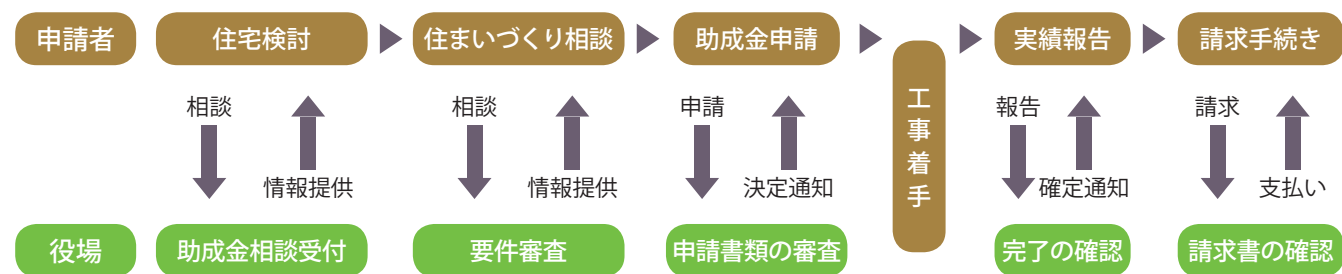 申請者
住宅検討
住まいづくり相談
助成金申請
実績報告
請求手続き
工事着手
相談
情報提供
相談
情報提供
申請
決定通知
報告
確定通知
請求
支払い
役場
助成金相談受付
要件審査
申請書類の審査
完了の確認
請求書の確認